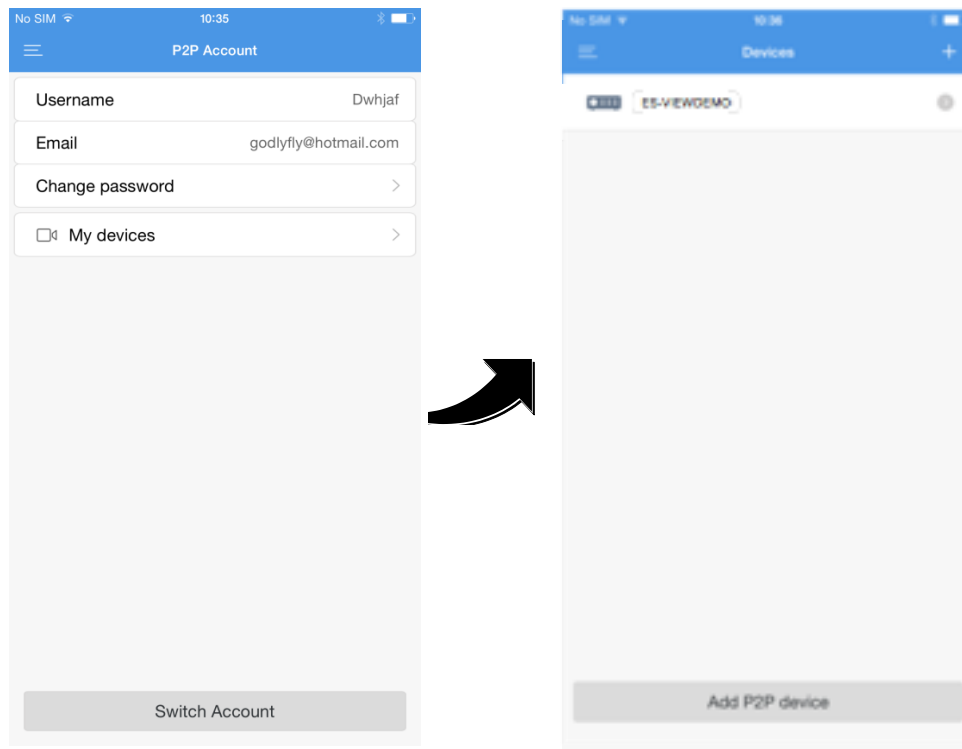 No SIM 10:35
P2P Account
Username Dwhjaf
Email godlyfly@hotmail.com
Change password
My devices
Switch Account
No SIM 10:36
Devices +
ES-VIEWDEMO
Add P2P device